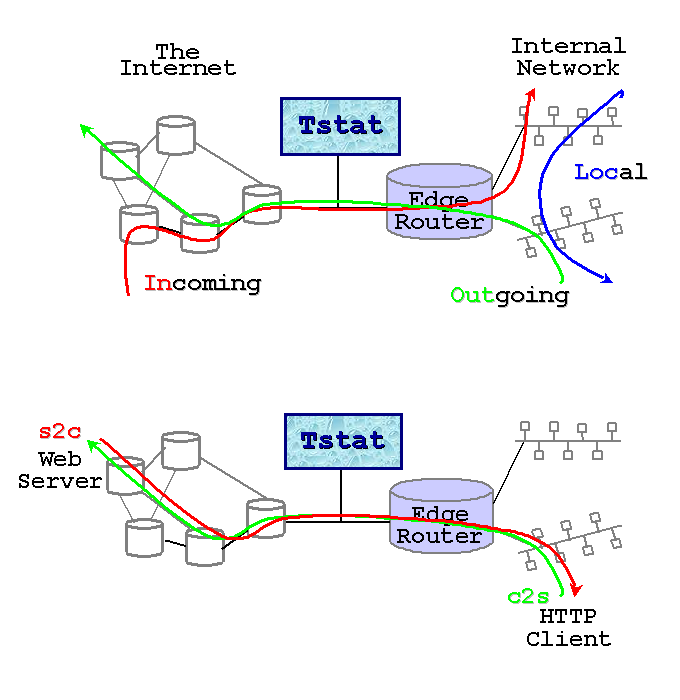 The
Internet
Internal
Network
Tstat
Local
Edge
Router
Incoming
Outgoing
s2c
Web
Server
Tstat
Edge
Router
c2s
HTTP
Client